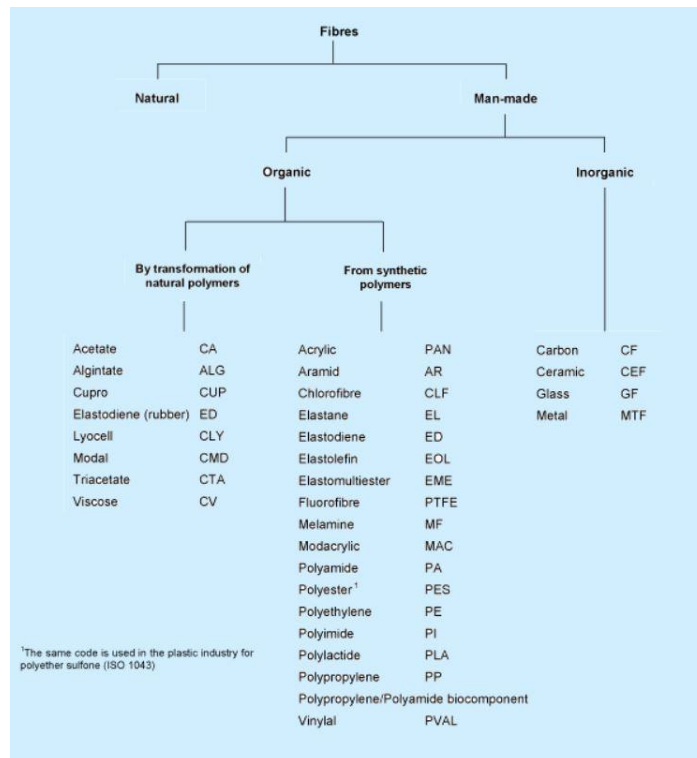 Fibres
Natural Man-made
Organic Inorganic
By transformation of natural polymers
From synthetic polymers
Acetate CA
Algintate ALG
Cupro CUP
Elastodiene (rubber) ED
Lyocell CLY
Modal CMD
Triacetate CTA
Viscose CV
Acrylic PAN
Aramid AR
Chlorofibre CLF
Elastane EL
Elastodiene ED
Elastolefin EOL
Elastomultiester EME
Fluorofibre PTFE
Melamine MF
Modacrylic MAC
Polyamide PA
Polyester¹ PES
Polyethylene PE
Polyimide PI
Polylactide PLA
Polypropylene PP
Polypropylene/Polyamide biocomponent
Vinylal PVAL
Carbon CF
Ceramic CEF
Glass GF
Metal MTF
¹The same code is used in the plastic industry for
polyether sulfone (ISO 1043)